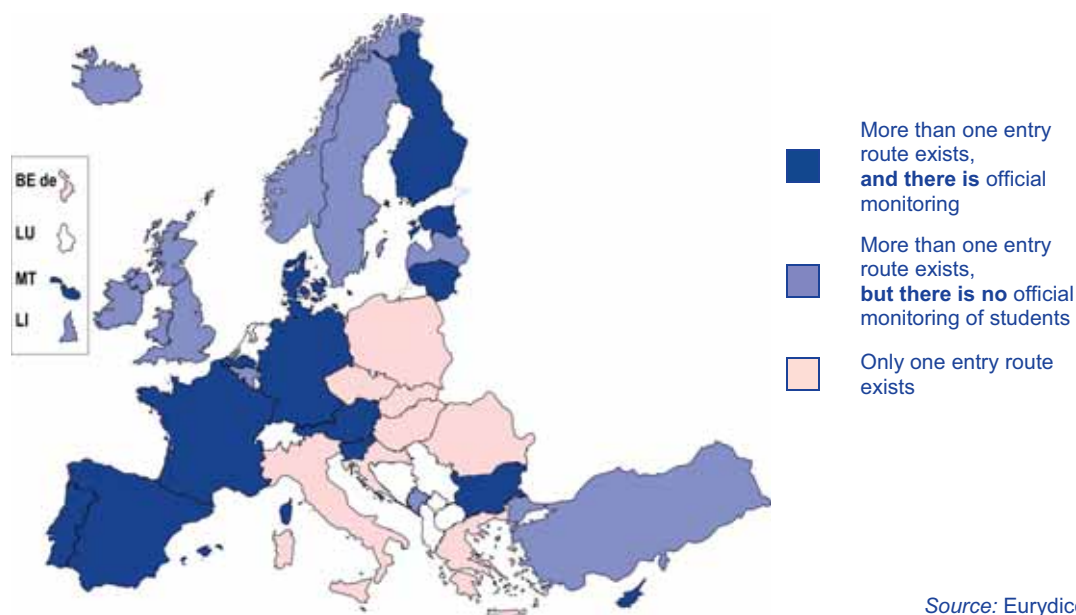 BE de
LU
MT
LI
More than one entry
route exists,
and there is official
monitoring
More than one entry
route exists,
but there is no official
monitoring of students
Only one entry route
exists
Source: Eurydice